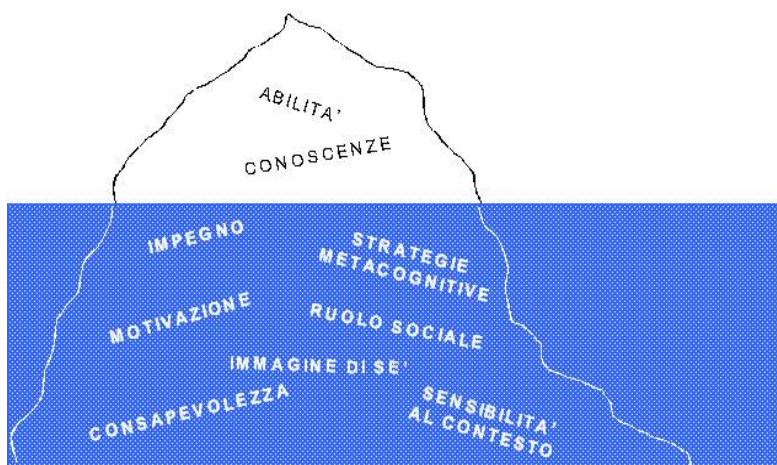 ABILITA'
CONOSCENZE
IMPEGNO
STRATEGIE
METACOGNITIVE
MOTIVAZIONE
RUOLO SOCIALE
IMMAGINE DI SE'
CONSAPEVOLEZZA
SENSIBILITA'
AL CONTESTO